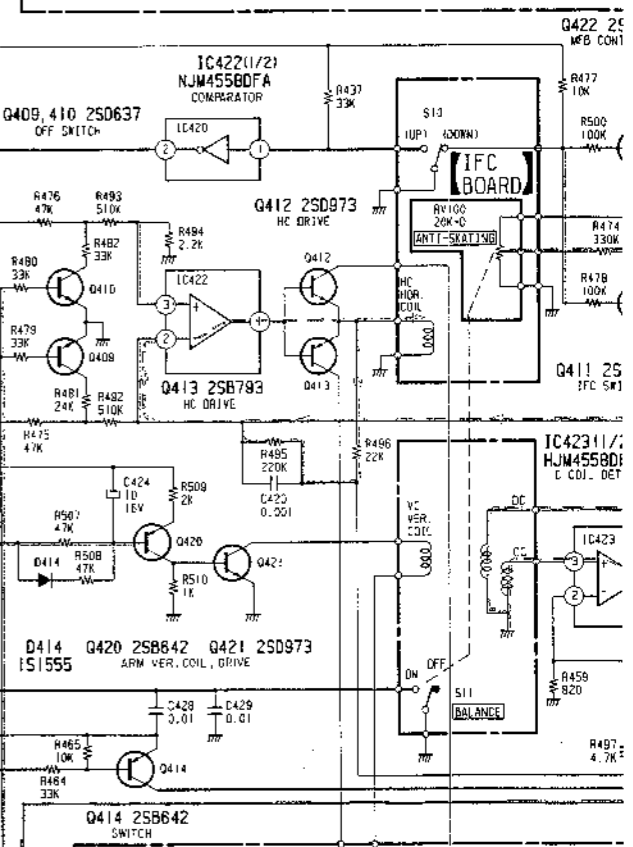 Q422 2S
MFB CONT
IC422(1/2)
NJM4558DFA
COMPARATOR
R437
33K
R477
10K
Q409,410 2SD637
OFF SWITCH
IC420
2
1
S10
(UP)
(DOWN)
R500
100K
IFC
BOARD
R476
47K
R493
510K
Q412 2SD973
HC DRIVE
RV100
20K-D
ANTI-SKATING
R474
330K
R494
2.2K
R482
33K
R480
33K
Q410
IC422
3
2
4
Q412
HC
HOR.
COIL
R478
100K
R479
33K
Q409
Q413
R481
24K
R492
510K
Q413 2SB793
HC DRIVE
Q411 2S
IFC SWI
R475
47K
R495
220K
C423
0.001
R496
22K
IC423(1/2
NJM4558DF
C COIL DET
C424
10
16V
R509
2K
VC
VER.
COIL
DC
CC
IC423
3
2
R507
47K
D414
R508
47K
Q420
Q421
R510
1K
D414
1S1555
Q420 2SB642
Q421 2SD973
ARM VER.COIL, DRIVE
R459
820
OFF
ON
S11
BALANCE
C428
0.01
C429
0.01
R465
10K
R464
33K
Q414
R497
4.7K
Q414 2SB642
SWITCH